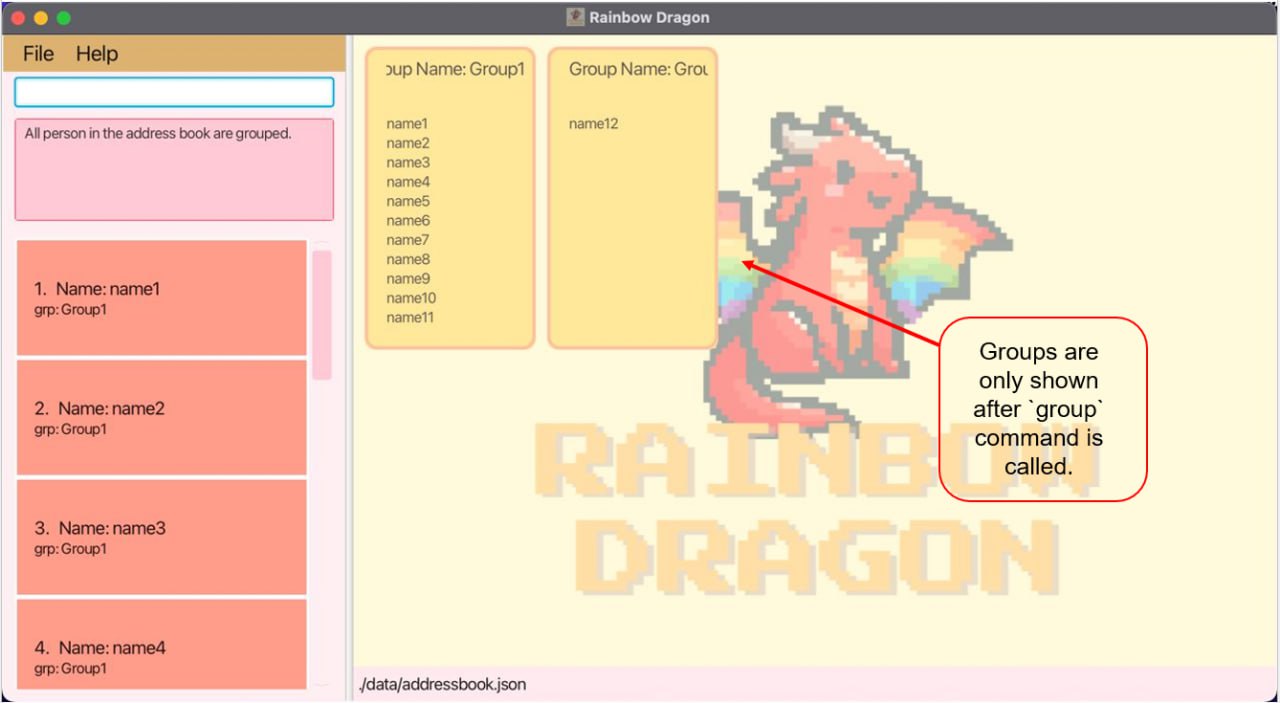 Rainbow Dragon
File Help
All person in the address book are grouped.
1. Name: name1
grp: Group1
2. Name: name2
grp: Group1
3. Name: name3
grp: Group1
4. Name: name4
grp: Group1
oup Name: Group1
name1
name2
name3
name4
name5
name6
name7
name8
name9
name10
name11
Group Name: Grou
name12
Groups are
only shown
after `group`
command is
called.
RAINBOW
DRAGON
./data/addressbook.json